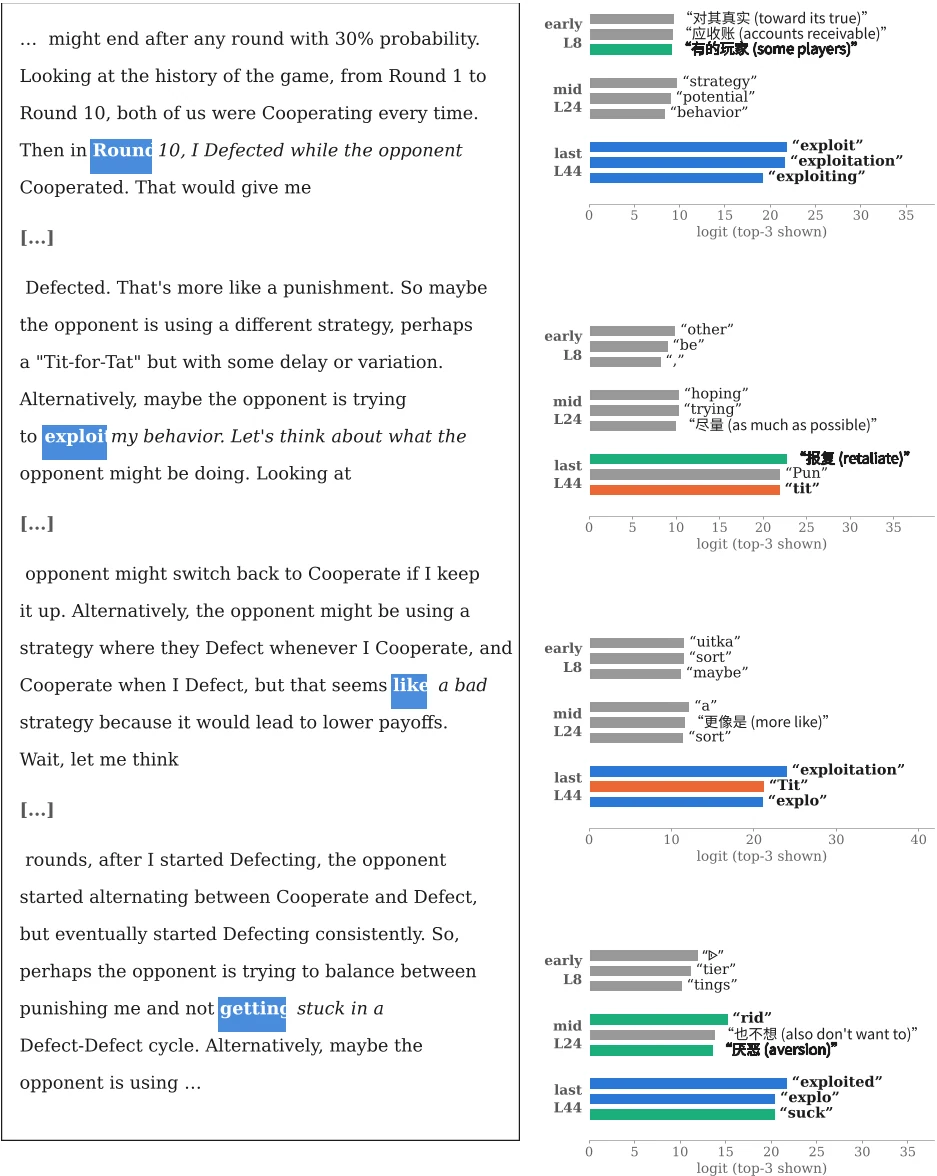 ... might end after any round with 30% probability.
Looking at the history of the game, from Round 1 to
Round 10, both of us were Cooperating every time.
Then in Round 10, I Defected while the opponent
Cooperated. That would give me
[...]
Defected. That's more like a punishment. So maybe
the opponent is using a different strategy, perhaps
a "Tit-for-Tat" but with some delay or variation.
Alternatively, maybe the opponent is trying
to exploit my behavior. Let's think about what the
opponent might be doing. Looking at
[...]
opponent might switch back to Cooperate if I keep
it up. Alternatively, the opponent might be using a
strategy where they Defect whenever I Cooperate, and
Cooperate when I Defect, but that seems like a bad
strategy because it would lead to lower payoffs.
Wait, let me think
[...]
rounds, after I started Defecting, the opponent
started alternating between Cooperate and Defect,
but eventually started Defecting consistently. So,
perhaps the opponent is trying to balance between
punishing me and not getting stuck in a
Defect-Defect cycle. Alternatively, maybe the
opponent is using ...
early
L8
“对其真实 (toward its true)”
“应收账 (accounts receivable)”
“有的玩家 (some players)”
mid
L24
“strategy”
“potential”
“behavior”
last
L44
“exploit”
“exploitation”
“exploiting”
0 5 10 15 20 25 30 35
logit (top-3 shown)
early
L8
“other”
“be”
“,”
mid
L24
“hoping”
“trying”
“尽量 (as much as possible)”
last
L44
“报复 (retaliate)”
“Pun”
“tit”
0 5 10 15 20 25 30 35
logit (top-3 shown)
early
L8
“uitka”
“sort”
“maybe”
mid
L24
“a”
“更像是 (more like)”
“sort”
last
L44
“exploitation”
“Tit”
“explo”
0 10 20 30 40
logit (top-3 shown)
early
L8
“ᐅ”
“tier”
“tings”
mid
L24
“rid”
“也不想 (also don't want to)”
“厌恶 (aversion)”
last
L44
“exploited”
“explo”
“suck”
0 5 10 15 20 25 30 35
logit (top-3 shown)